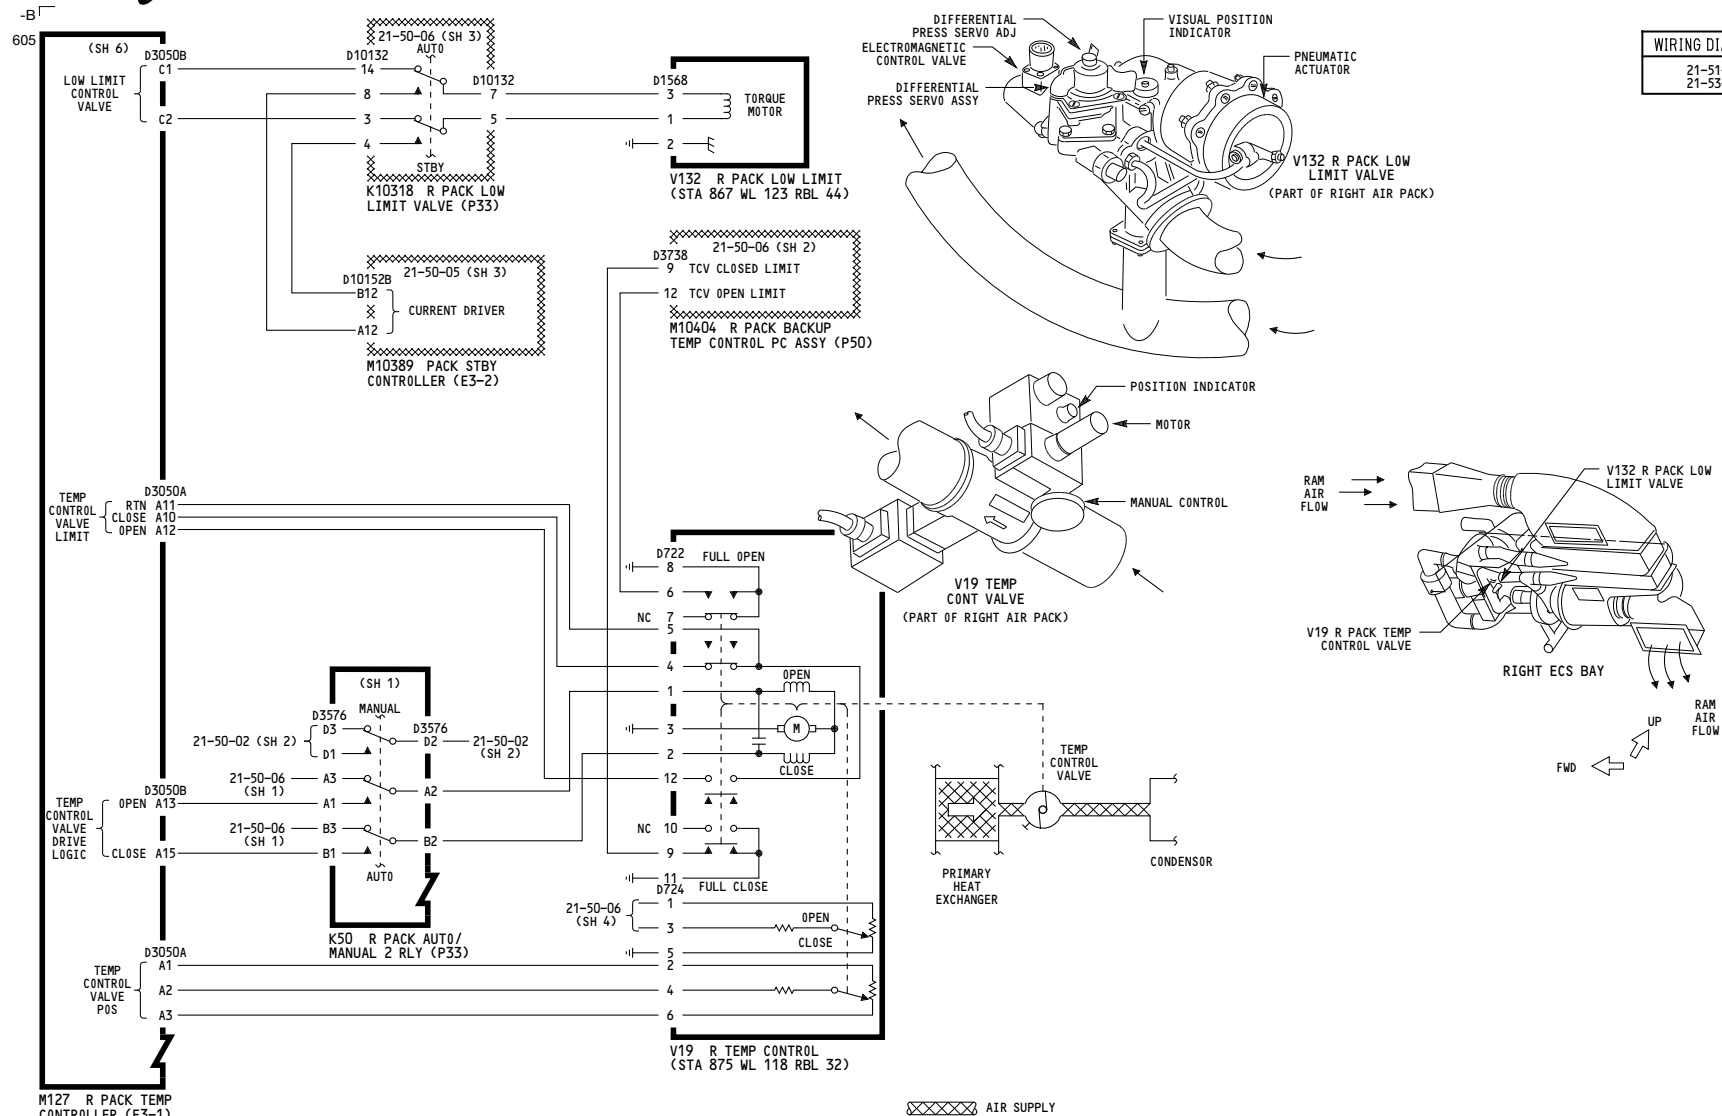 -B
605
(SH 6)
D3050B
LOW LIMIT
CONTROL
VALVE
C1
C2
21-50-06 (SH 3)
AUTO
D10132
14
8
3
4
D10132
7
5
STBY
K10318 R PACK LOW
LIMIT VALVE (P33)
D1568
3
1
2
TORQUE
MOTOR
V132 R PACK LOW LIMIT
(STA 867 WL 123 RBL 44)
21-50-05 (SH 3)
D10152B
B12
A12
CURRENT DRIVER
M10389 PACK STBY
CONTROLLER (E3-2)
21-50-06 (SH 2)
D3738
9 TCV CLOSED LIMIT
12 TCV OPEN LIMIT
M10404 R PACK BACKUP
TEMP CONTROL PC ASSY (P50)
TEMP
CONTROL
VALVE
LIMIT
D3050A
RTN A11
CLOSE A10
OPEN A12
(SH 1)
MANUAL
D3576
D3
D1
21-50-02 (SH 2)
D3576
D2
21-50-02
(SH 2)
21-50-06
(SH 1)
A3
A1
A2
21-50-06
(SH 1)
B3
B1
B2
AUTO
K50 R PACK AUTO/
MANUAL 2 RLY (P33)
TEMP
CONTROL
VALVE
DRIVE
LOGIC
D3050B
OPEN A13
CLOSE A15
TEMP
CONTROL
VALVE
POS
D3050A
A1
A2
A3
M127 R PACK TEMP
CONTROLLER (E3-1)
D722
FULL OPEN
8
6
NC 7
5
4
1
OPEN
3
M
2
CLOSE
12
NC 10
9
11
FULL CLOSE
D724
21-50-06
(SH 4)
1
3
OPEN
CLOSE
5
2
4
6
V19 R TEMP CONTROL
(STA 875 WL 118 RBL 32)
DIFFERENTIAL
PRESS SERVO ADJ
ELECTROMAGNETIC
CONTROL VALVE
DIFFERENTIAL
PRESS SERVO ASSY
VISUAL POSITION
INDICATOR
PNEUMATIC
ACTUATOR
V132 R PACK LOW
LIMIT VALVE
(PART OF RIGHT AIR PACK)
POSITION INDICATOR
MOTOR
MANUAL CONTROL
V19 TEMP
CONT VALVE
(PART OF RIGHT AIR PACK)
TEMP
CONTROL
VALVE
PRIMARY
HEAT
EXCHANGER
CONDENSOR
AIR SUPPLY
WIRING DIA
21-51
21-53
RAM
AIR
FLOW
V132 R PACK LOW
LIMIT VALVE
V19 R PACK TEMP
CONTROL VALVE
RIGHT ECS BAY
RAM
AIR
FLOW
UP
FWD